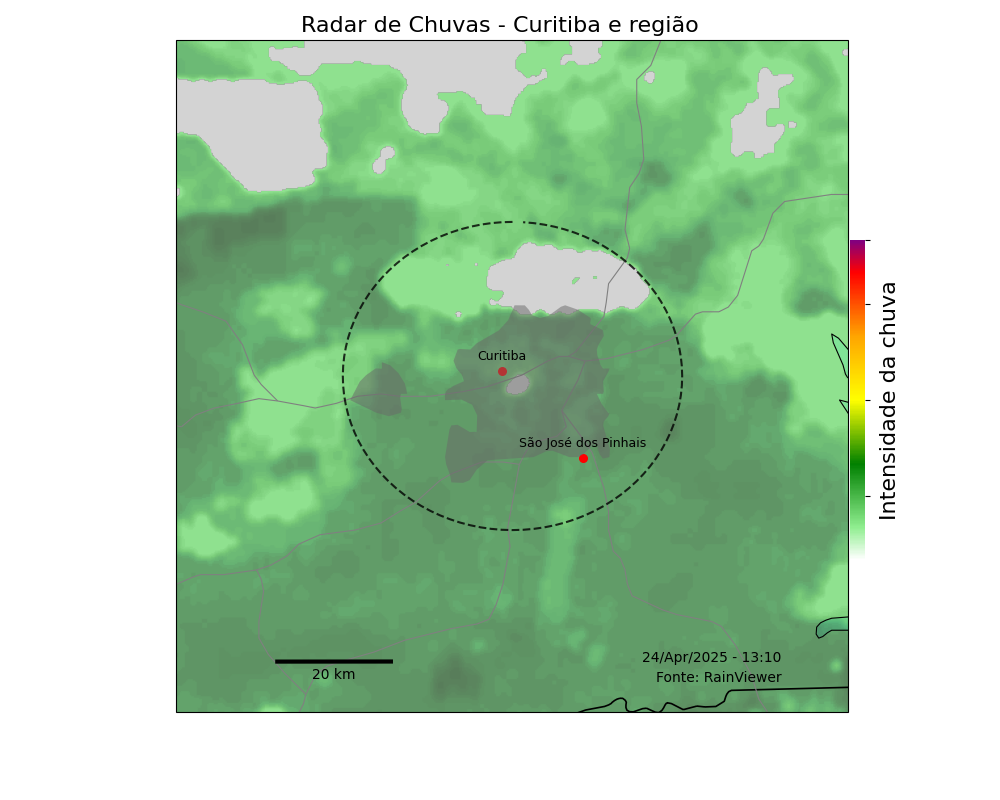 Radar de Chuvas - Curitiba e região
Curitiba
São José dos Pinhais
Intensidade da chuva
24/Apr/2025 - 13:10
20 km
Fonte: RainViewer